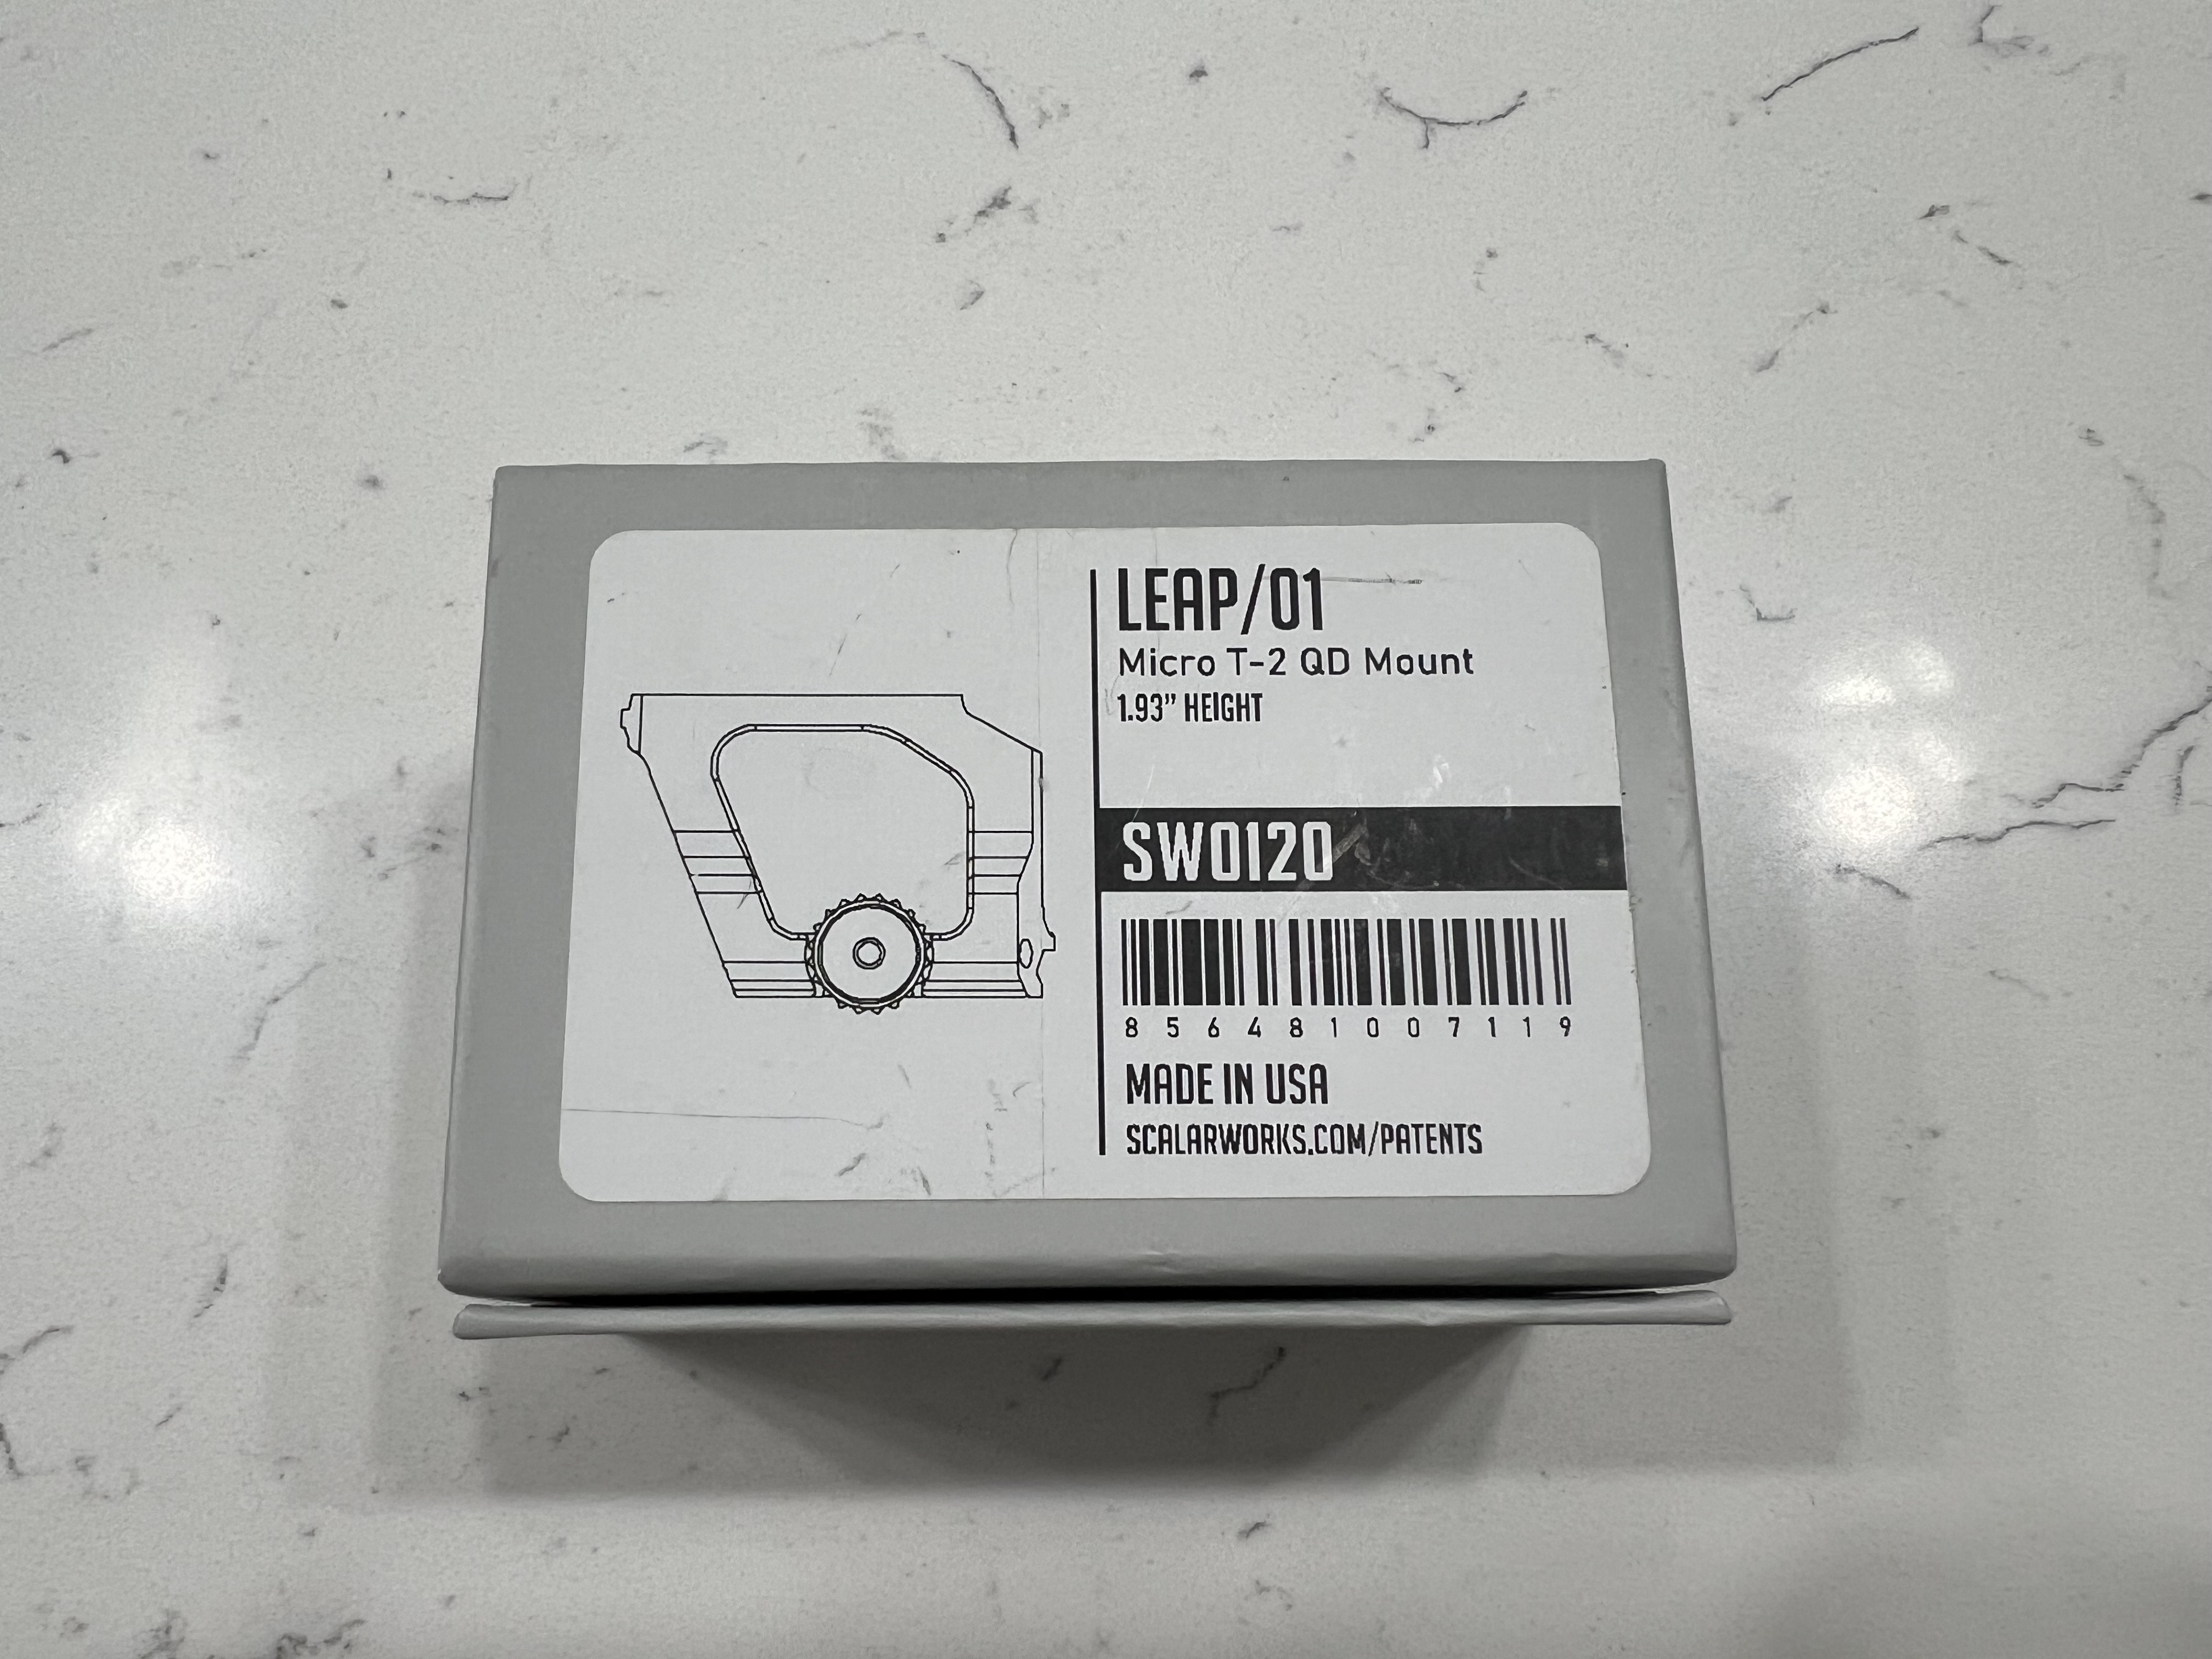 LEAP/01
Micro T-2 QD Mount
1.93” HEIGHT
SW0120
8 5 6 4 8 1 0 0 7 1 1 9
MADE IN USA
SCALARWORKS.COM/PATENTS